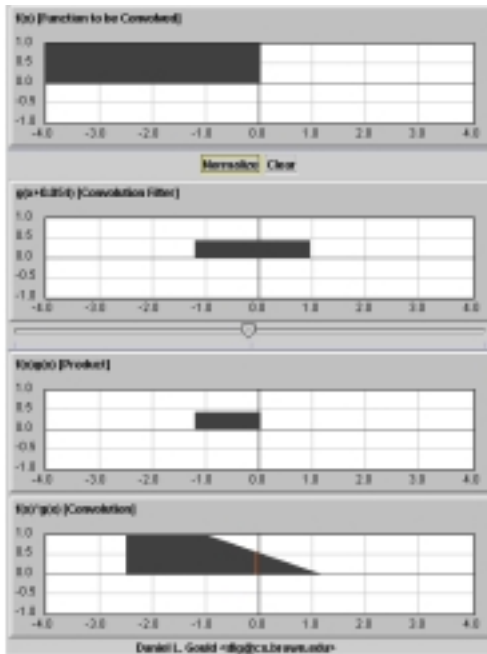 f(x) [Function to be Convolved]
1.0
0.5
0.0
-0.5
-1.0
-4.0 -3.0 -2.0 -1.0 0.0 1.0 2.0 3.0 4.0
Normalize Clear
g(x+0.054) [Convolution Filter]
1.0
0.5
0.0
-0.5
-1.0
-4.0 -3.0 -2.0 -1.0 0.0 1.0 2.0 3.0 4.0
f(x)g(x) [Product]
1.0
0.5
0.0
-0.5
-1.0
-4.0 -3.0 -2.0 -1.0 0.0 1.0 2.0 3.0 4.0
f(x)*g(x) [Convolution]
1.0
0.5
0.0
-0.5
-1.0
-4.0 -3.0 -2.0 -1.0 0.0 1.0 2.0 3.0 4.0
Daniel L. Gould <dlg@cs.brown.edu>